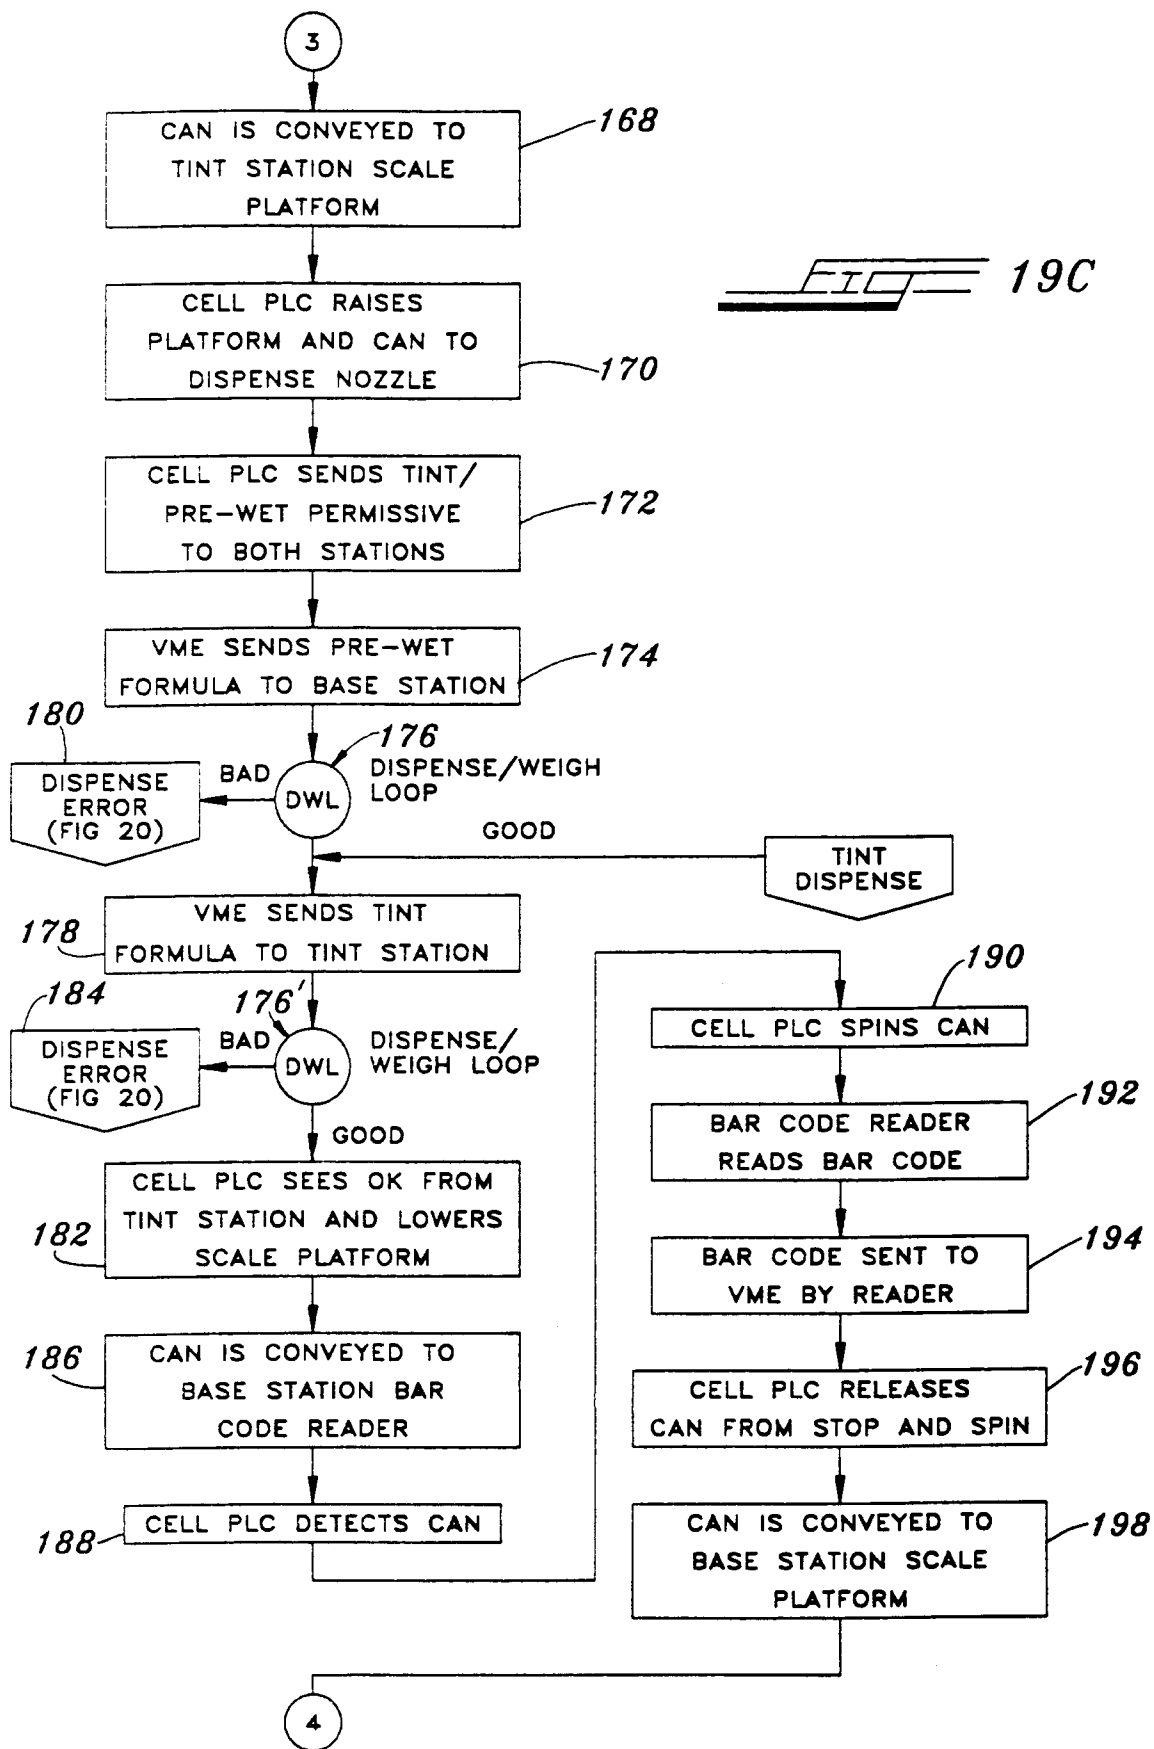 3
CAN IS CONVEYED TO
TINT STATION SCALE
PLATFORM
168
FIG 19C
CELL PLC RAISES
PLATFORM AND CAN TO
DISPENSE NOZZLE
170
CELL PLC SENDS TINT/
PRE-WET PERMISSIVE
TO BOTH STATIONS
172
VME SENDS PRE-WET
FORMULA TO BASE STATION
174
180
DISPENSE
ERROR
(FIG 20)
BAD
DWL
176
DISPENSE/WEIGH
LOOP
GOOD
TINT
DISPENSE
178
VME SENDS TINT
FORMULA TO TINT STATION
184
DISPENSE
ERROR
(FIG 20)
BAD
176'
DWL
DISPENSE/
WEIGH LOOP
GOOD
182
CELL PLC SEES OK FROM
TINT STATION AND LOWERS
SCALE PLATFORM
186
CAN IS CONVEYED TO
BASE STATION BAR
CODE READER
188
CELL PLC DETECTS CAN
190
CELL PLC SPINS CAN
192
BAR CODE READER
READS BAR CODE
194
BAR CODE SENT TO
VME BY READER
196
CELL PLC RELEASES
CAN FROM STOP AND SPIN
198
CAN IS CONVEYED TO
BASE STATION SCALE
PLATFORM
4